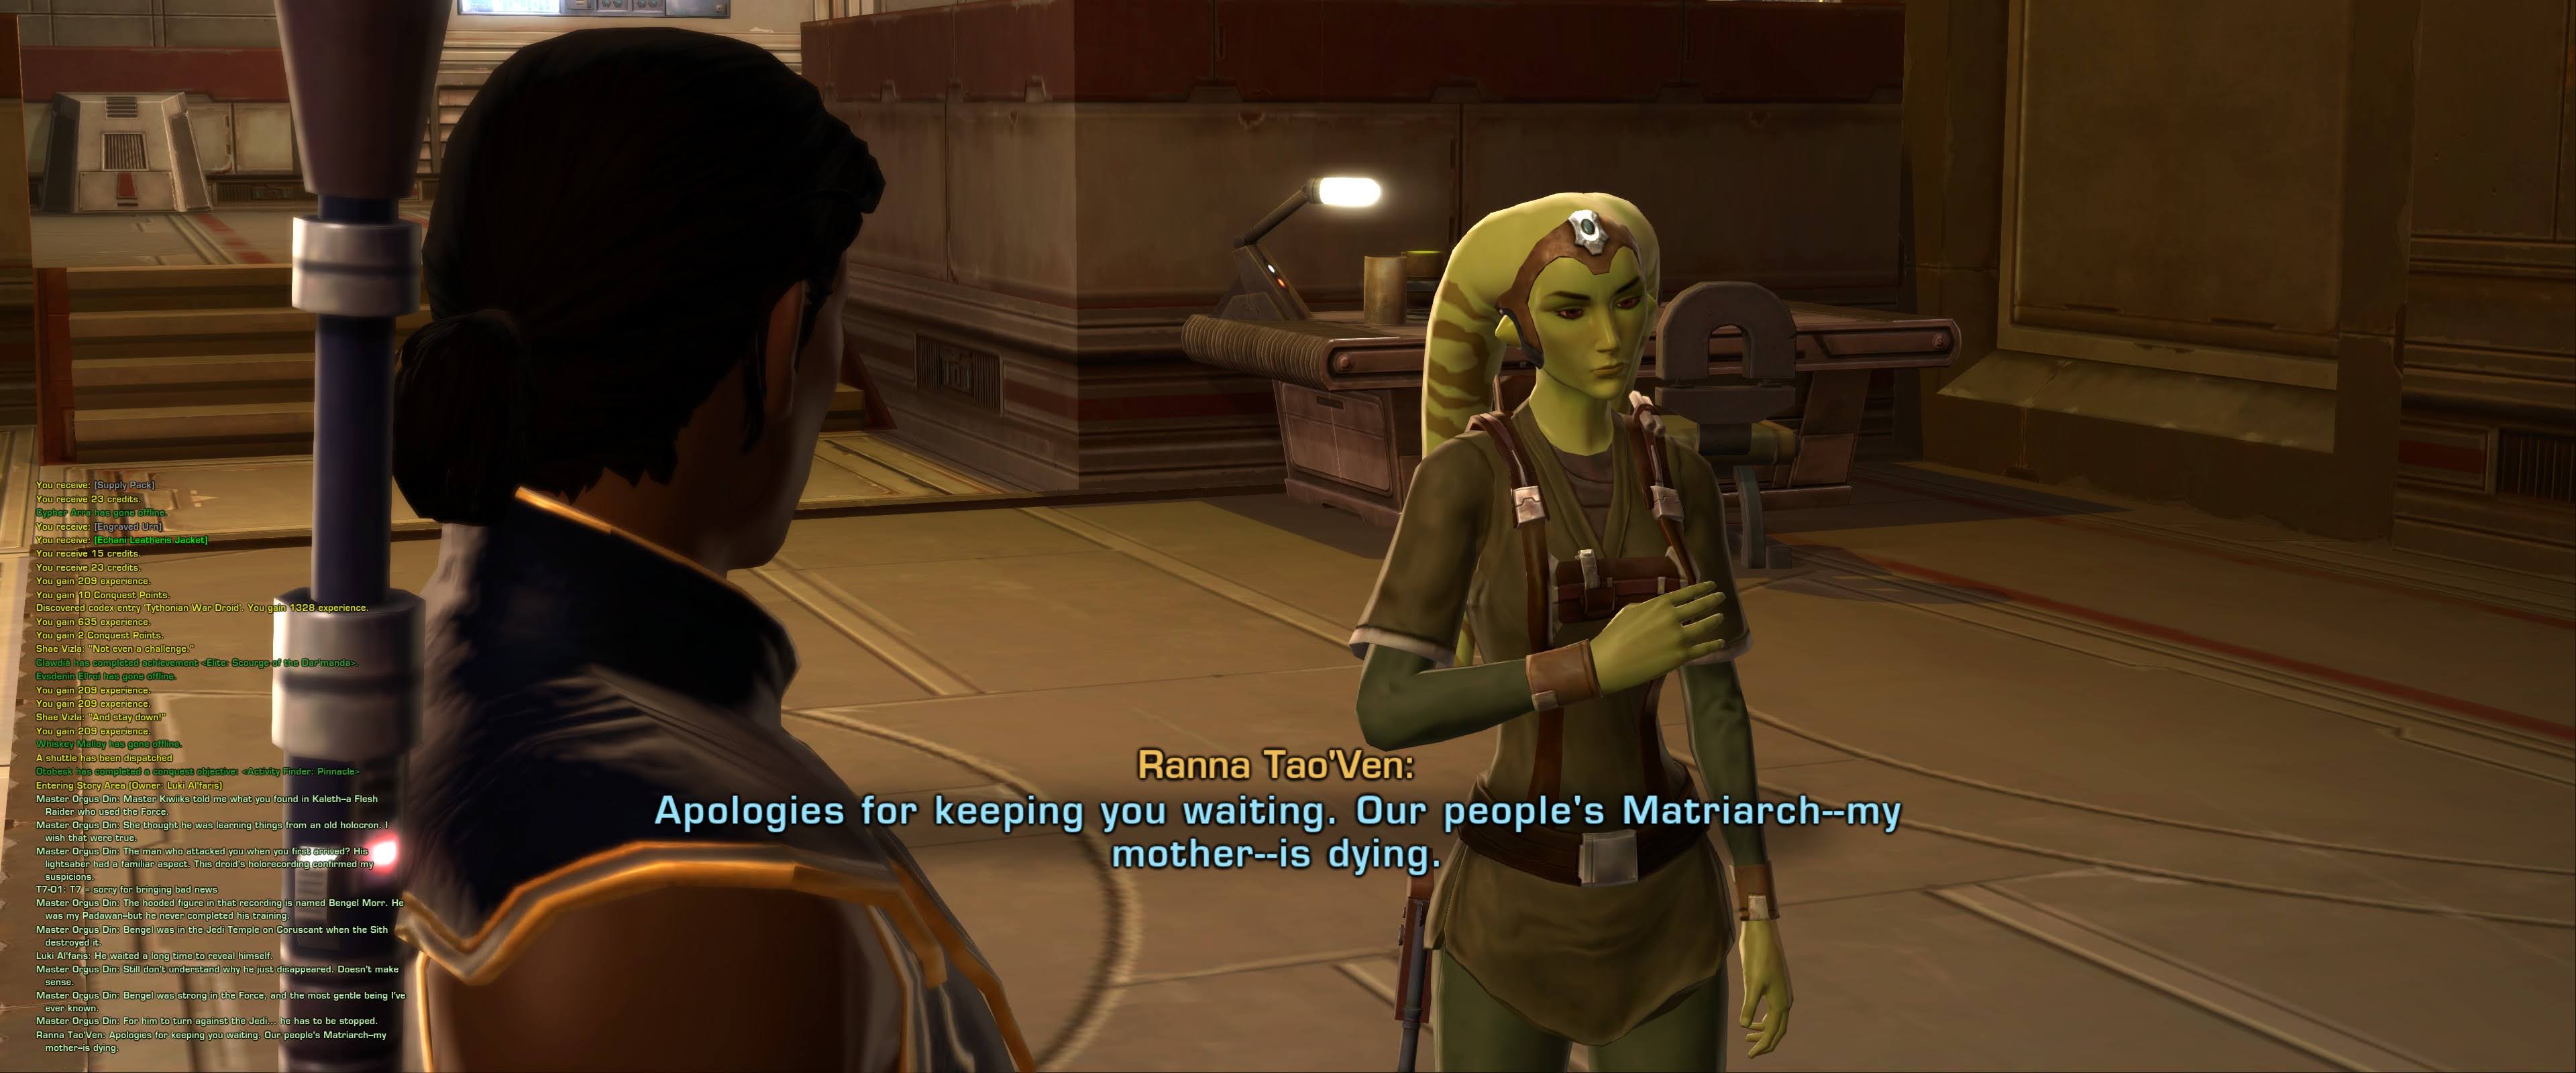 You receive: [Supply Pack]
You receive 23 credits.
Cypher Arra has gone offline.
You receive: [Engraved Urn]
You receive: [Echani Leatheris Jacket]
You receive 15 credits.
You receive 23 credits.
You gain 209 experience.
You gain 10 Conquest Points.
Discovered codex entry 'Tythonian War Droid'. You gain 1328 experience.
You gain 635 experience.
You gain 2 Conquest Points.
Shae Vizla: "Not even a challenge."
Glawdia has completed achievement <Elite: Scourge of the Dar'manda>.
Evsdenin El'roi has gone offline.
You gain 209 experience.
You gain 209 experience.
Shae Vizla: "And stay down!"
You gain 209 experience.
Whiskey Malloy has gone offline.
A shuttle has been dispatched
Otobesk has completed a conquest objective: <Activity Finder: Pinnacle>
Entering Story Area (Owner: Luki Al'faris)
Master Orgus Din: Master Kiwiiks told me what you found in Kaleth--a Flesh
Raider who used the Force.
Master Orgus Din: She thought he was learning things from an old holocron. I
wish that were true.
Master Orgus Din: The man who attacked you when you first arrived? His
lightsaber had a familiar aspect. This droid's holorecording confirmed my
suspicions.
T7-01: T7 = sorry for bringing bad news
Master Orgus Din: The hooded figure in that recording is named Bengel Morr. He
was my Padawan--but he never completed his training.
Master Orgus Din: Bengel was in the Jedi Temple on Coruscant when the Sith
destroyed it.
Luki Al'faris: He waited a long time to reveal himself.
Master Orgus Din: Still don't understand why he just disappeared. Doesn't make
sense.
Master Orgus Din: Bengel was strong in the Force, and the most gentle being I've
ever known.
Master Orgus Din: For him to turn against the Jedi... he has to be stopped.
Ranna Tao'Ven: Apologies for keeping you waiting. Our people's Matriarch--my
mother--is dying.
Ranna Tao'Ven:
Apologies for keeping you waiting. Our people's Matriarch--my
mother--is dying.